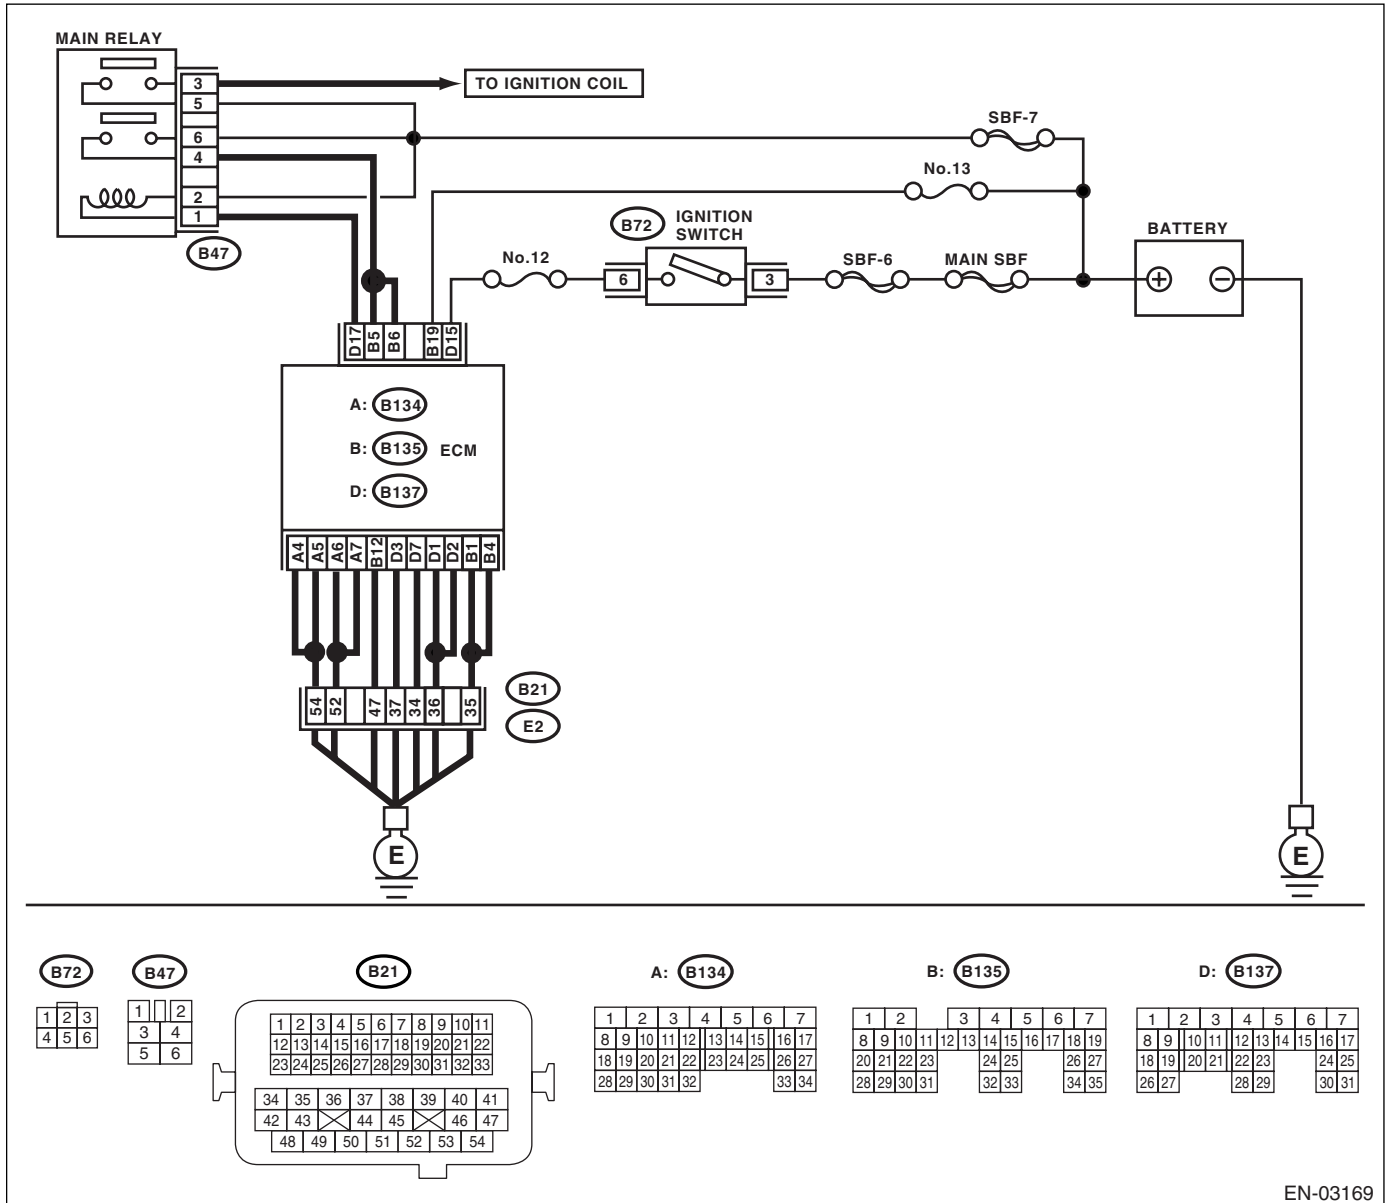 MAIN RELAY
3
TO IGNITION COIL
5
6
4
2
1
B47
SBF-7
No.13
B72
IGNITION
SWITCH
BATTERY
No.12
6
3
SBF-6
MAIN SBF
+
−
D17 B5 B6 B19 D15
A: B134
B: B135 ECM
D: B137
A4 A5 A6 A7 B12 D3 D7 D1 D2 B1 B4
54 52 47 37 34 36 35
B21
E2
E
E
B72
1 2 3
4 5 6
B47
1 2
3 4
5 6
B21
1 2 3 4 5 6 7 8 9 10 11
12 13 14 15 16 17 18 19 20 21 22
23 24 25 26 27 28 29 30 31 32 33
34 35 36 37 38 39 40 41
42 43 44 45 46 47
48 49 50 51 52 53 54
A: B134
1 2 3 4 5 6 7
8 9 10 11 12 13 14 15 16 17
18 19 20 21 22 23 24 25 26 27
28 29 30 31 32 33 34
B: B135
1 2 3 4 5 6 7
8 9 10 11 12 13 14 15 16 17 18 19
20 21 22 23 24 25 26 27
28 29 30 31 32 33 34 35
D: B137
1 2 3 4 5 6 7
8 9 10 11 12 13 14 15 16 17
18 19 20 21 22 23 24 25
26 27 28 29 30 31
EN-03169